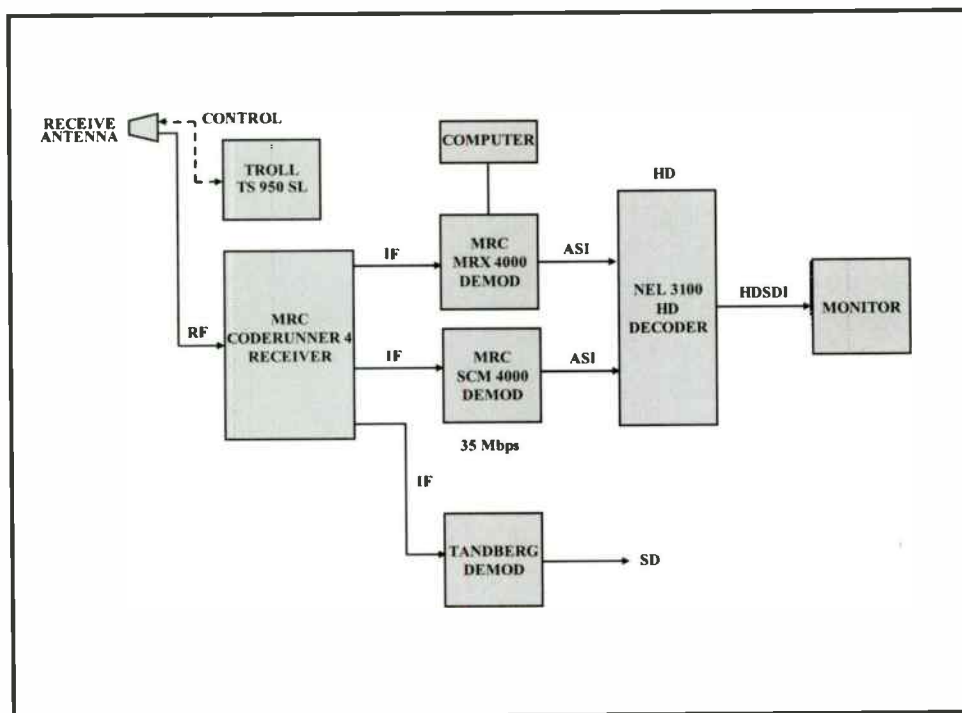 RECEIVE
ANTENNA
CONTROL
TROLL
TS 950 SL
COMPUTER
HD
MRC
CODERUNNER 4
RECEIVER
RF
IF
MRC
MRX 4000
DEMOD
ASI
NEL 3100
HD
DECODER
HDSDI
MONITOR
IF
MRC
SCM 4000
DEMOD
ASI
35 Mbps
IF
TANDBERG
DEMOD
SD